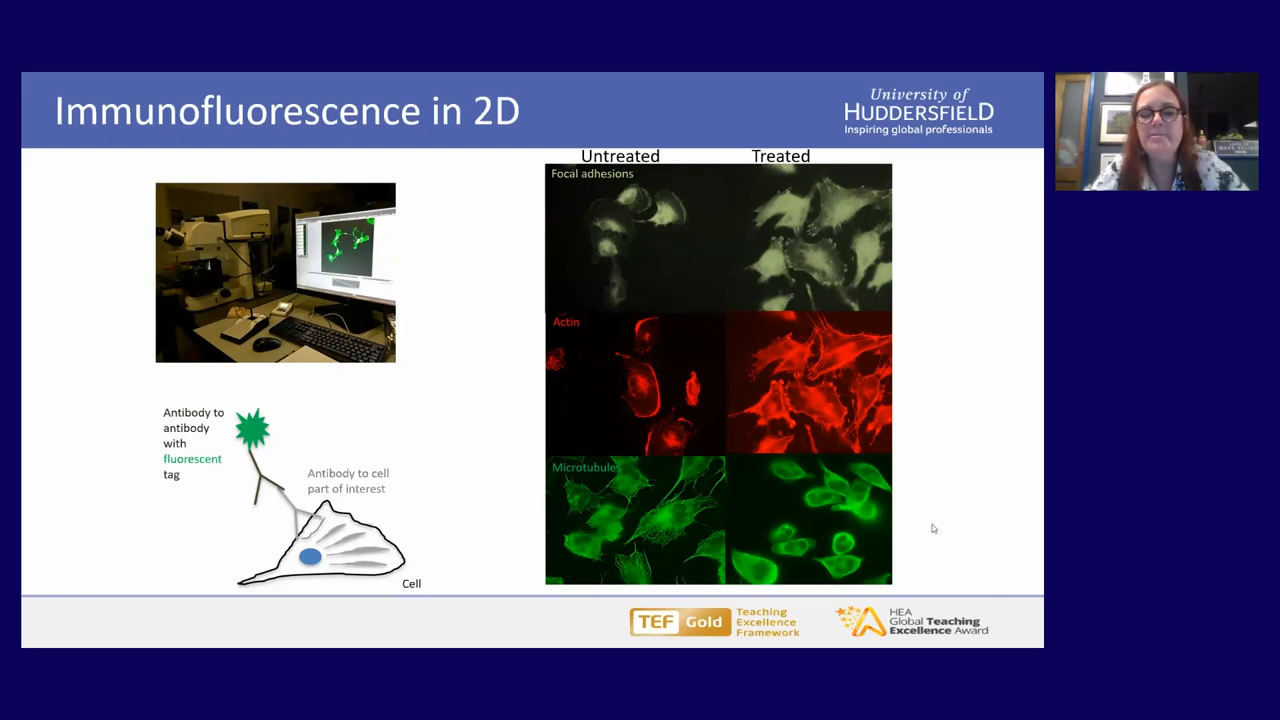 Immunofluorescence in 2D
University of
HUDDERSFIELD
Inspiring global professionals
Untreated
Treated
Focal adhesions
Actin
Microtubules
Antibody to
antibody
with
fluorescent
tag
Antibody to cell
part of interest
Cell
TEF Gold
Teaching
Excellence
Framework
HEA
Global Teaching
Excellence Award